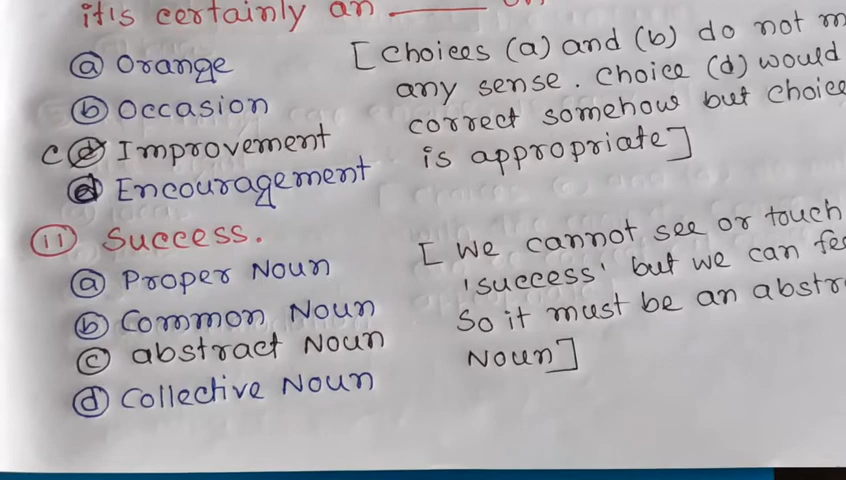 it's certainly an ______
ⓐ Orange
ⓑ Occasion
c ⓒ Improvement
ⓓ Encouragement
[choices (a) and (b) do not
any sense. choice (d) would
correct somehow but choice
is appropriate]
⑪ Success.
ⓐ Proper Noun
ⓑ Common Noun
ⓒ abstract Noun
ⓓ Collective Noun
[We cannot see or touch
'success' but we can
So it must be an
Noun]